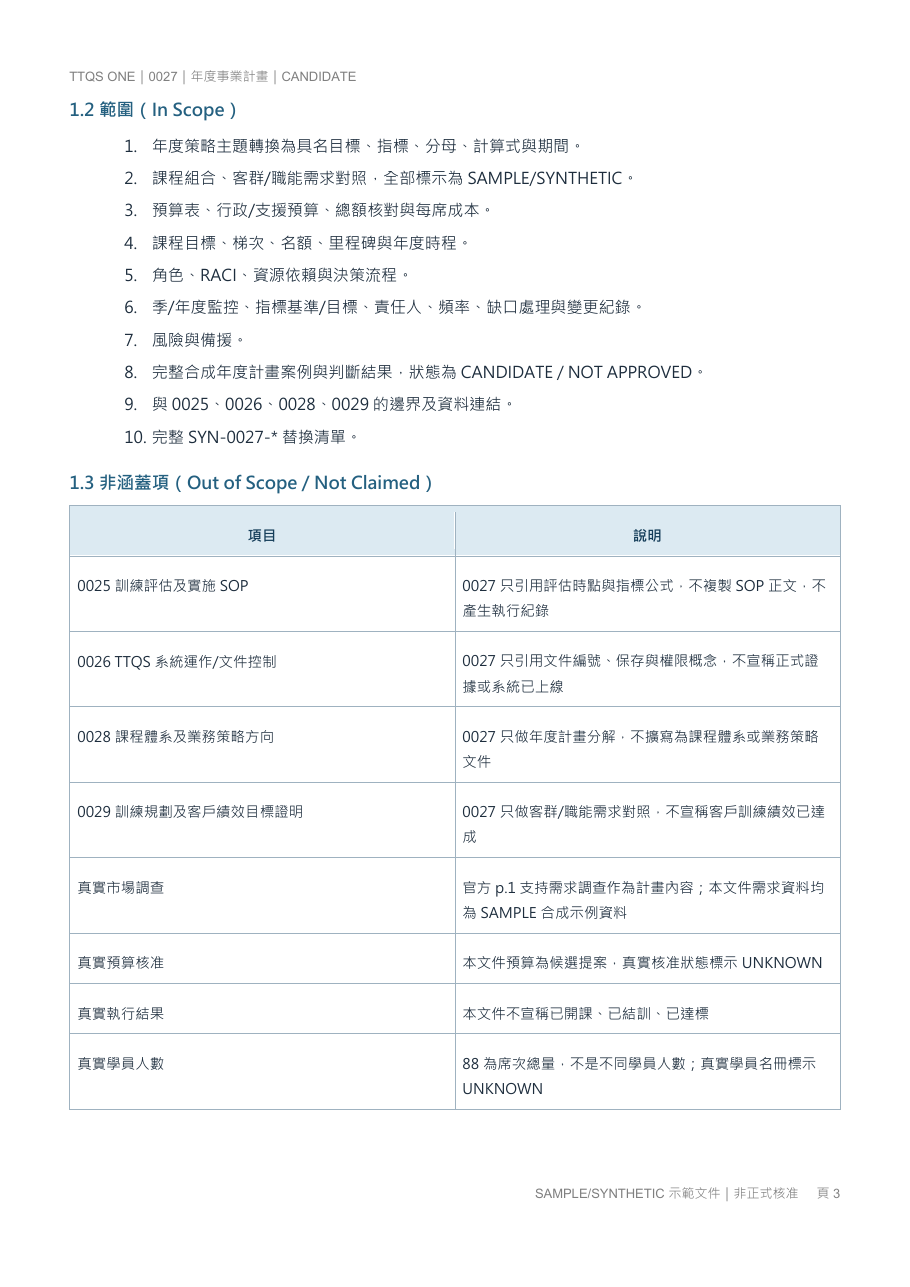 TTQS ONE｜0027｜年度事業計畫｜CANDIDATE
1.2 範圍（In Scope）
1. 年度策略主題轉換為具名目標、指標、分母、計算式與期間。
2. 課程組合、客群/職能需求對照，全部標示為 SAMPLE/SYNTHETIC。
3. 預算表、行政/支援預算、總額核對與每席成本。
4. 課程目標、梯次、名額、里程碑與年度時程。
5. 角色、RACI、資源依賴與決策流程。
6. 季/年度監控、指標基準/目標、責任人、頻率、缺口處理與變更紀錄。
7. 風險與備援。
8. 完整合成年度計畫案例與判斷結果，狀態為 CANDIDATE / NOT APPROVED。
9. 與 0025、0026、0028、0029 的邊界及資料連結。
10. 完整 SYN-0027-* 替換清單。
1.3 非涵蓋項（Out of Scope / Not Claimed）
項目 說明
0025 訓練評估及實施 SOP 0027 只引用評估時點與指標公式，不複製 SOP 正文，不
產生執行紀錄
0026 TTQS 系統運作/文件控制 0027 只引用文件編號、保存與權限概念，不宣稱正式證
據或系統已上線
0028 課程體系及業務策略方向 0027 只做年度計畫分解，不擴寫為課程體系或業務策略
文件
0029 訓練規劃及客戶績效目標證明 0027 只做客群/職能需求對照，不宣稱客戶訓練績效已達
成
真實市場調查 官方 p.1 支持需求調查作為計畫內容；本文件需求資料均
為 SAMPLE 合成示例資料
真實預算核准 本文件預算為候選提案，真實核准狀態標示 UNKNOWN
真實執行結果 本文件不宣稱已開課、已結訓、已達標
真實學員人數 88 為席次總量，不是不同學員人數；真實學員名冊標示
UNKNOWN
SAMPLE/SYNTHETIC 示範文件｜非正式核准 頁 3